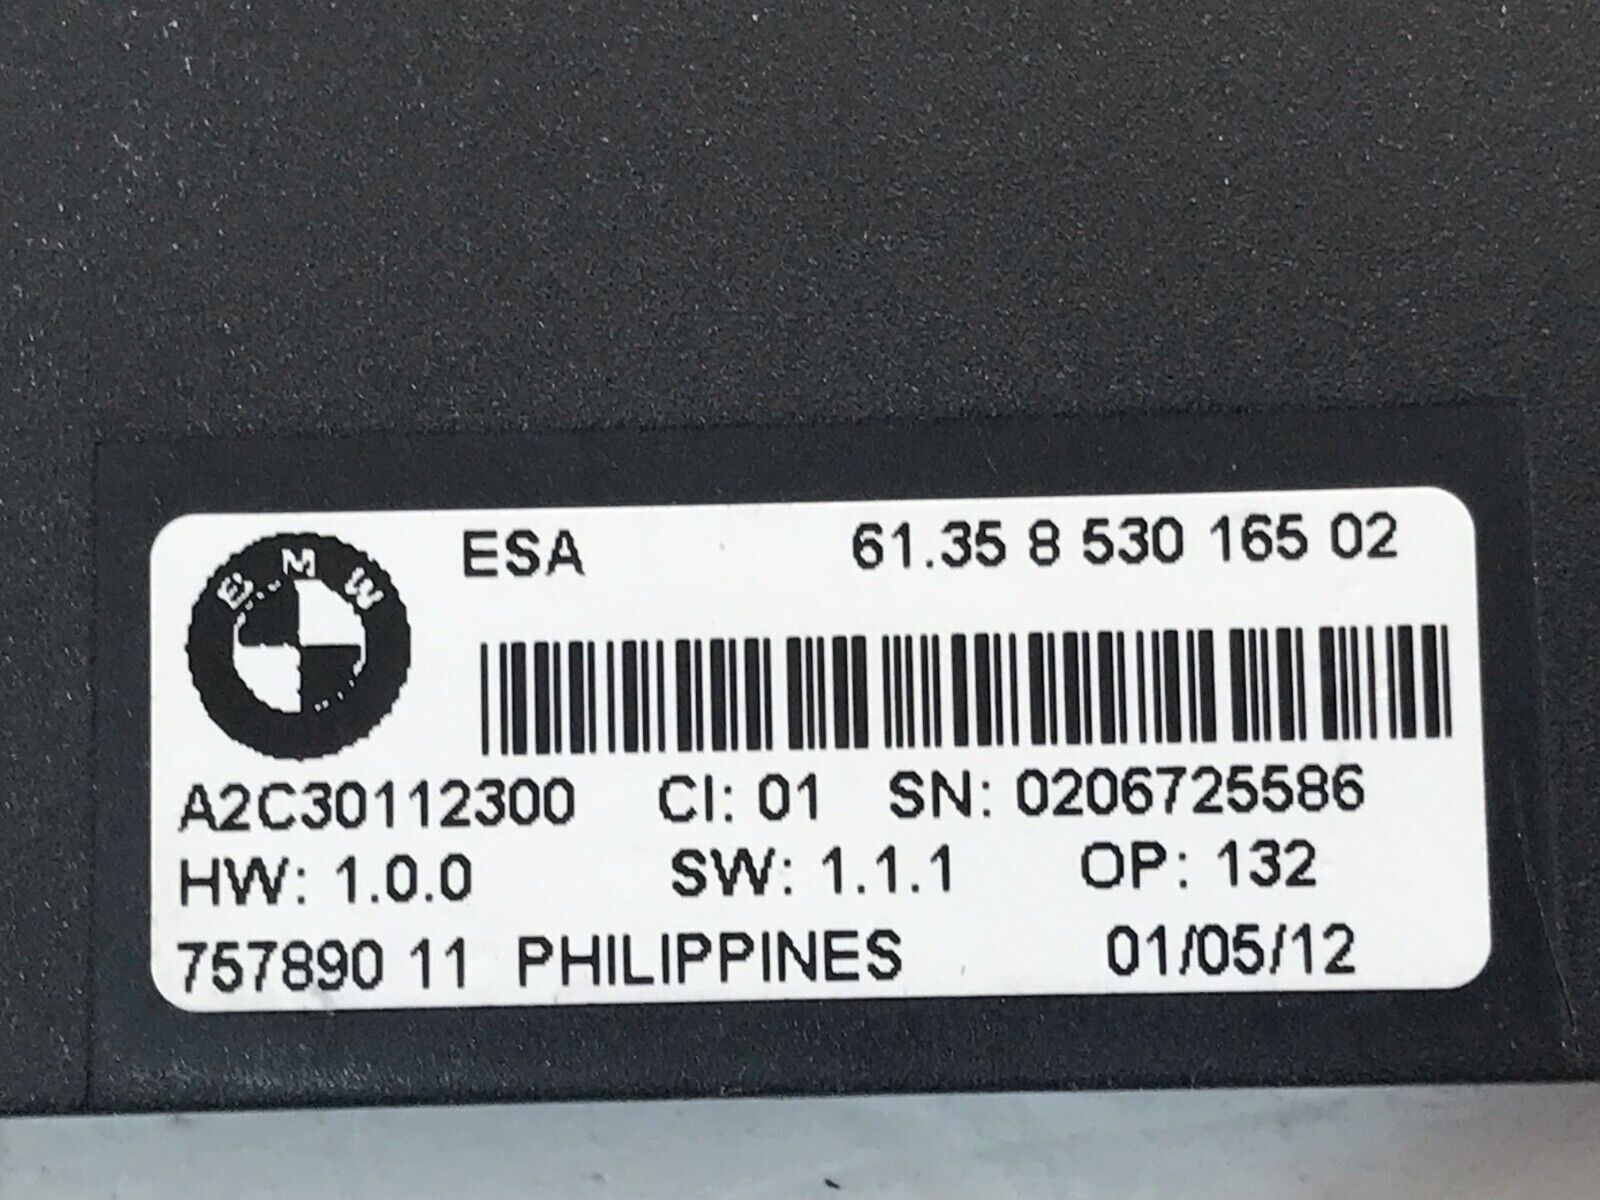 BMW
ESA 61.35 8 530 165 02
A2C30112300 CI: 01 SN: 0206725586
HW: 1.0.0 SW: 1.1.1 OP: 132
757890 11 PHILIPPINES 01/05/12